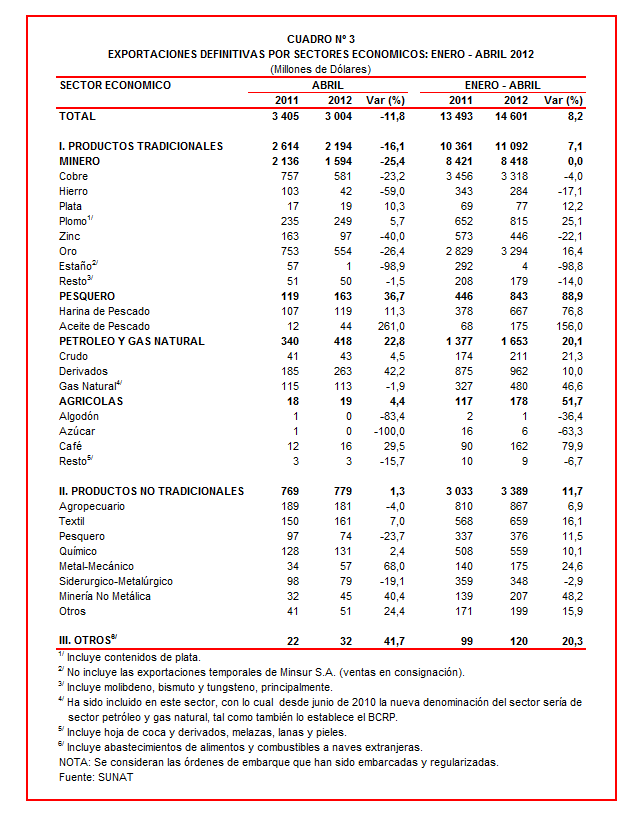 CUADRO Nº 3
EXPORTACIONES DEFINITIVAS POR SECTORES ECONOMICOS: ENERO - ABRIL 2012
(Millones de Dólares)
SECTOR ECONOMICO ABRIL ENERO - ABRIL
2011 2012 Var (%) 2011 2012 Var (%)
TOTAL 3 405 3 004 -11,8 13 493 14 601 8,2
I. PRODUCTOS TRADICIONALES 2 614 2 194 -16,1 10 361 11 092 7,1
MINERO 2 136 1 594 -25,4 8 421 8 418 0,0
Cobre 757 581 -23,2 3 456 3 318 -4,0
Hierro 103 42 -59,0 343 284 -17,1
Plata 17 19 10,3 69 77 12,2
Plomo1/ 235 249 5,7 652 815 25,1
Zinc 163 97 -40,0 573 446 -22,1
Oro 753 554 -26,4 2 829 3 294 16,4
Estaño2/ 57 1 -98,9 292 4 -98,8
Resto3/ 51 50 -1,5 208 179 -14,0
PESQUERO 119 163 36,7 446 843 88,9
Harina de Pescado 107 119 11,3 378 667 76,8
Aceite de Pescado 12 44 261,0 68 175 156,0
PETROLEO Y GAS NATURAL 340 418 22,8 1 377 1 653 20,1
Crudo 41 43 4,5 174 211 21,3
Derivados 185 263 42,2 875 962 10,0
Gas Natural4/ 115 113 -1,9 327 480 46,6
AGRICOLAS 18 19 4,4 117 178 51,7
Algodón 1 0 -83,4 2 1 -36,4
Azúcar 1 0 -100,0 16 6 -63,3
Café 12 16 29,5 90 162 79,9
Resto5/ 3 3 -15,7 10 9 -6,7
II. PRODUCTOS NO TRADICIONALES 769 779 1,3 3 033 3 389 11,7
Agropecuario 189 181 -4,0 810 867 6,9
Textil 150 161 7,0 568 659 16,1
Pesquero 97 74 -23,7 337 376 11,5
Químico 128 131 2,4 508 559 10,1
Metal-Mecánico 34 57 68,0 140 175 24,6
Siderurgico-Metalúrgico 98 79 -19,1 359 348 -2,9
Minería No Metálica 32 45 40,4 139 207 48,2
Otros 41 51 24,4 171 199 15,9
III. OTROS6/ 22 32 41,7 99 120 20,3
1/ Incluye contenidos de plata.
2/ No incluye las exportaciones temporales de Minsur S.A. (ventas en consignación).
3/ Incluye molibdeno, bismuto y tungsteno, principalmente.
4/ Ha sido incluido en este sector, con lo cual desde junio de 2010 la nueva denominación del sector sería de
sector petróleo y gas natural, tal como también lo establece el BCRP.
5/ Incluye hoja de coca y derivados, melazas, lanas y pieles.
6/ Incluye abastecimientos de alimentos y combustibles a naves extranjeras.
NOTA: Se consideran las órdenes de embarque que han sido embarcadas y regularizadas.
Fuente: SUNAT